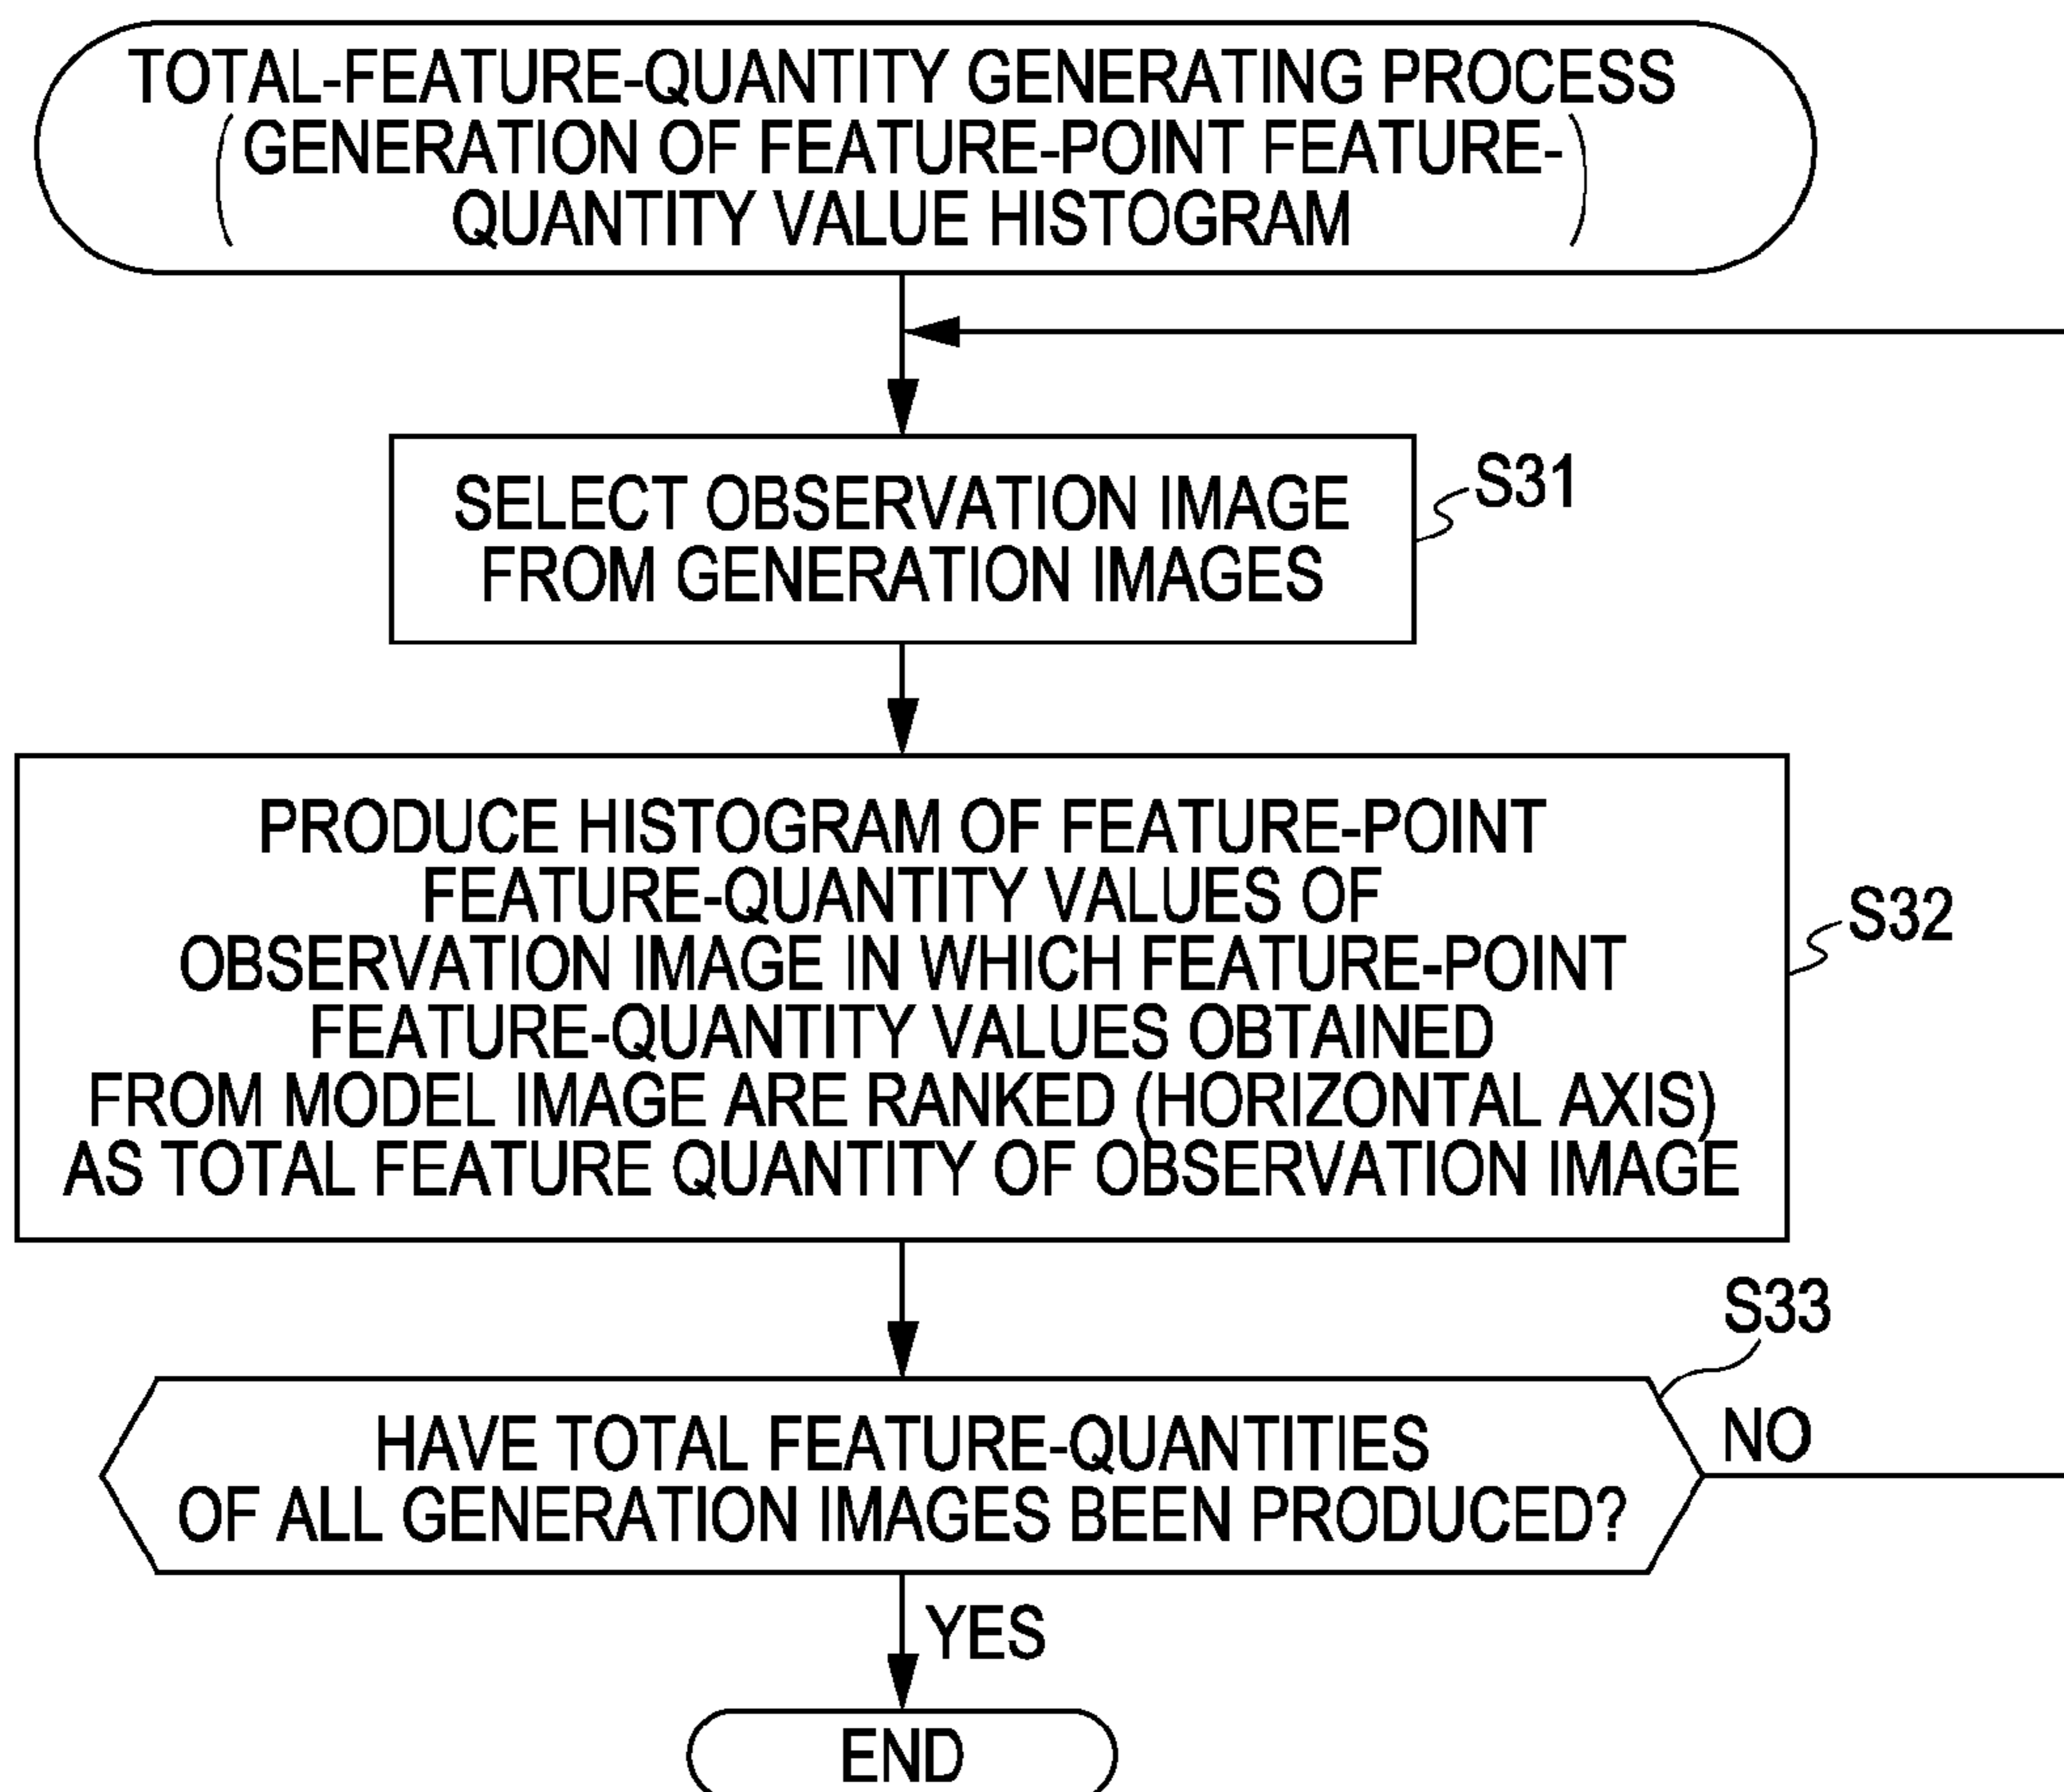 TOTAL-FEATURE-QUANTITY GENERATING PROCESS
(GENERATION OF FEATURE-POINT FEATURE-
QUANTITY VALUE HISTOGRAM)
SELECT OBSERVATION IMAGE
FROM GENERATION IMAGES
S31
PRODUCE HISTOGRAM OF FEATURE-POINT
FEATURE-QUANTITY VALUES OF
OBSERVATION IMAGE IN WHICH FEATURE-POINT
FEATURE-QUANTITY VALUES OBTAINED
FROM MODEL IMAGE ARE RANKED (HORIZONTAL AXIS)
AS TOTAL FEATURE QUANTITY OF OBSERVATION IMAGE
S32
S33
HAVE TOTAL FEATURE-QUANTITIES
OF ALL GENERATION IMAGES BEEN PRODUCED?
NO
YES
END